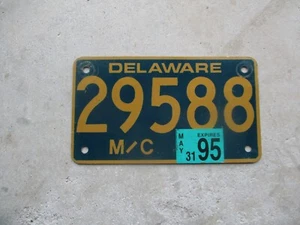 DELAWARE
29588
M/C
MAY
EXPIRES
31 95